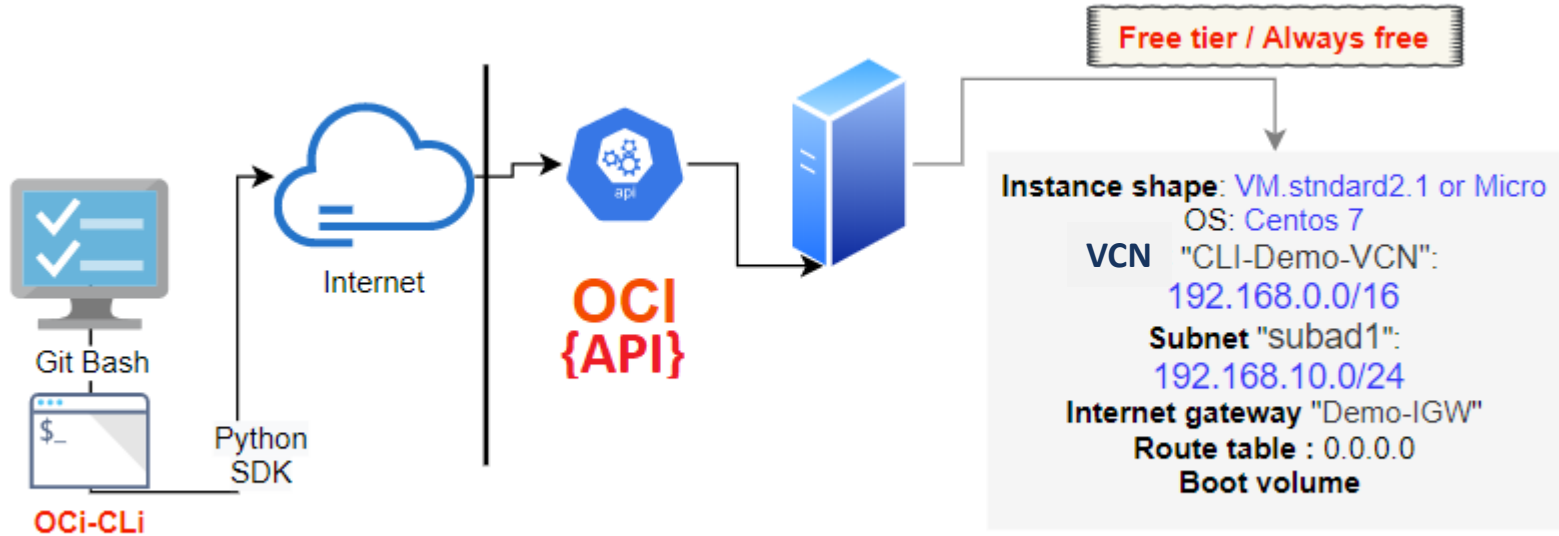 Free tier / Always free
Git Bash
$_
OCi-CLi
Python
SDK
Internet
api
OCI
{API}
Instance shape: VM.stndard2.1 or Micro
OS: Centos 7
VCN "CLI-Demo-VCN":
192.168.0.0/16
Subnet "subad1":
192.168.10.0/24
Internet gateway "Demo-IGW"
Route table : 0.0.0.0
Boot volume